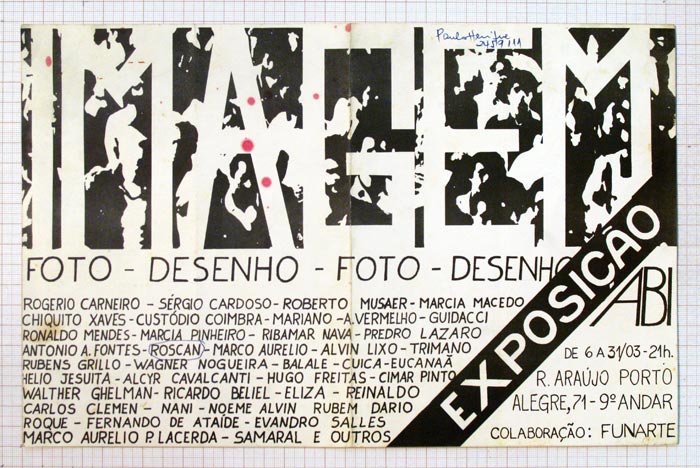 IMAGEM
FOTO - DESENHO - FOTO - DESENHO
EXPOSIÇÃO
ABI
ROGERIO CARNEIRO - SÉRGIO CARDOSO - ROBERTO MUSAER - MARCIA MACEDO
CHIQUITO XAVES - CUSTÓDIO COIMBRA - MARIANO - A.VERMELHO - GUIDACCI
RONALDO MENDES - MARCIA PINHEIRO - RIBAMAR NAVA - PREDRO LAZARO
ANTONIO A. FONTES - ROSCAN - MARCO AURELIO - ALVIN LIXO - TRIMANO
RUBENS GRILLO - WAGNER NOGUEIRA - BALALE - CUICA - EUCANAÃ
HELIO JESUITA - ALCYR CAVALCANTI - HUGO FREITAS - CIMAR PINTO
WALTHER GHELMAN - RICARDO BELIEL - ELIZA - REINALDO
CARLOS CLEMEN - NANI - NOEME ALVIN RUBEM DARIO
ROQUE - FERNANDO DE ATAÍDE - EVANDRO SALLES
MARCO AURELIO P. LACERDA - SAMARAL E OUTROS
DE 6 A 31/03 - 21h.
R. ARAÚJO PORTO
ALEGRE, 71 - 9º ANDAR
COLABORAÇÃO: FUNARTE